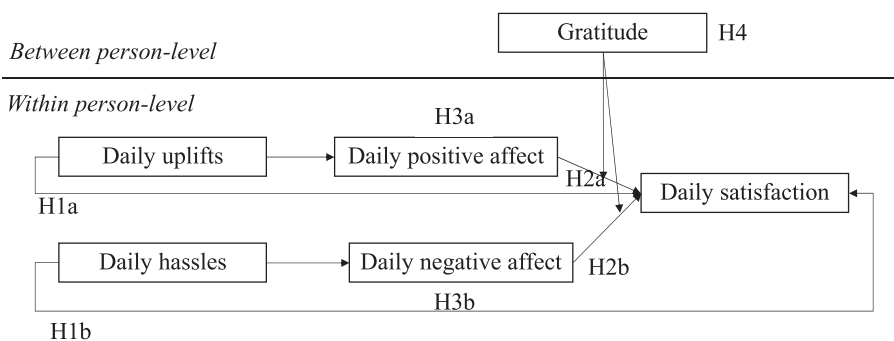 Gratitude H4
Between person-level
Within person-level
H3a
Daily uplifts Daily positive affect
H2a
Daily satisfaction
H1a
Daily hassles Daily negative affect
H2b
H3b
H1b